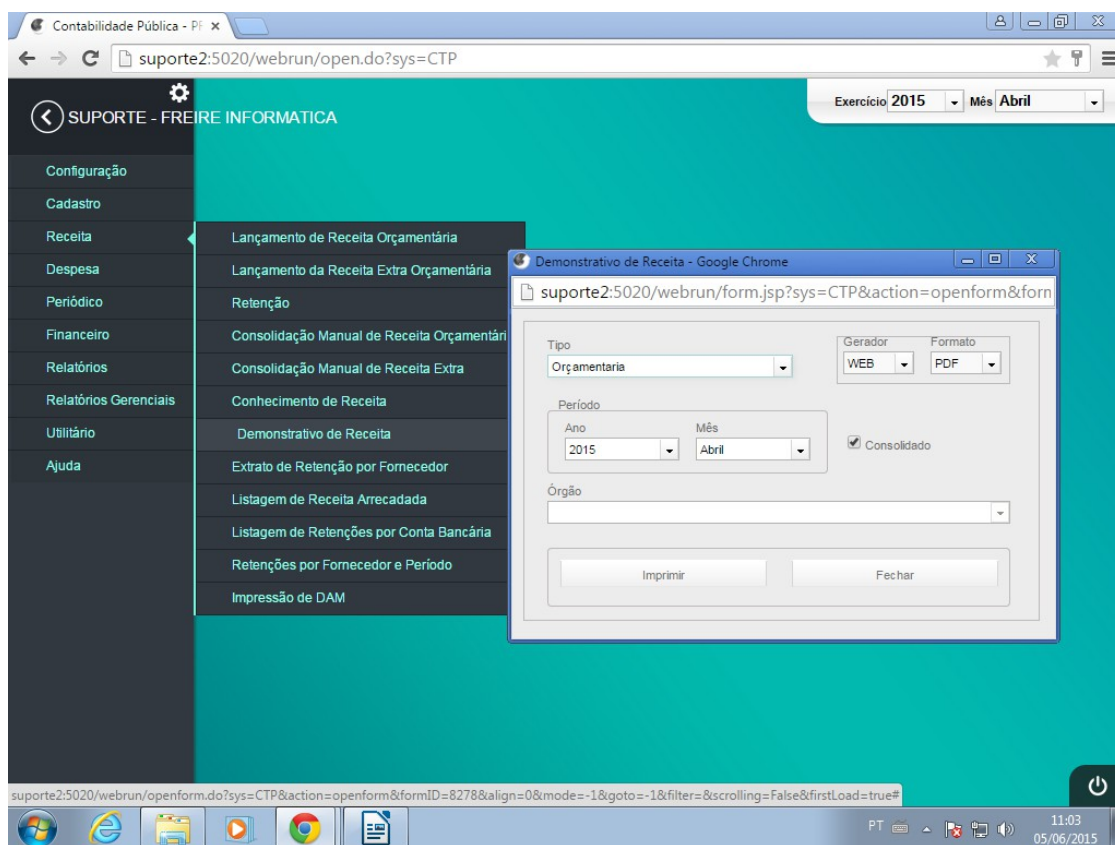 Contabilidade Pública - PF
suporte2:5020/webrun/open.do?sys=CTP
SUPORTE - FREIRE INFORMATICA
Exercício 2015 Mês Abril
Configuração
Cadastro
Receita
Despesa
Periódico
Financeiro
Relatórios
Relatórios Gerenciais
Utilitário
Ajuda
Lançamento de Receita Orçamentária
Lançamento da Receita Extra Orçamentária
Retenção
Consolidação Manual de Receita Orçamentári
Consolidação Manual de Receita Extra
Conhecimento de Receita
Demonstrativo de Receita
Extrato de Retenção por Fornecedor
Listagem de Receita Arrecadada
Listagem de Retenções por Conta Bancária
Retenções por Fornecedor e Período
Impressão de DAM
Demonstrativo de Receita - Google Chrome
suporte2:5020/webrun/form.jsp?sys=CTP&action=openform&forn
Tipo
Orçamentaria
Gerador Formato
WEB PDF
Período
Ano Mês
2015 Abril
Consolidado
Órgão
Imprimir Fechar
suporte2:5020/webrun/openform.do?sys=CTP&action=openform&formID=8278&align=0&mode=-1&goto=-1&filter=&scrolling=False&firstLoad=true#
PT
11:03
05/06/2015